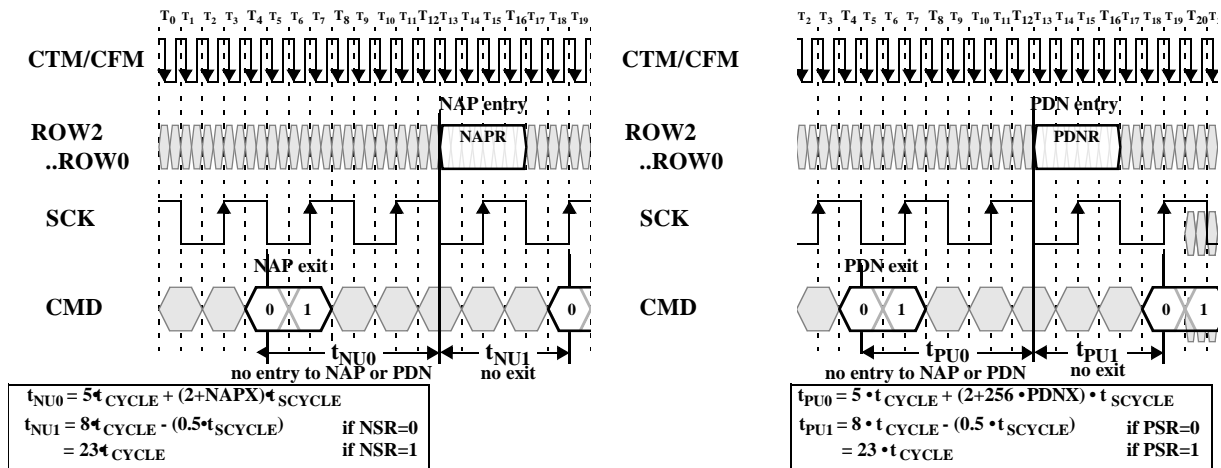 T0 T1 T2 T3 T4 T5 T6 T7 T8 T9 T10 T11 T12 T13 T14 T15 T16 T17 T18 T19
CTM/CFM
NAP entry
ROW2
..ROW0
NAPR
SCK
NAP exit
CMD
0 1 0
tNU0 tNU1
no entry to NAP or PDN no exit
tNU0 = 5•tCYCLE + (2+NAPX)•tSCYCLE
tNU1 = 8•tCYCLE - (0.5•tSCYCLE) if NSR=0
= 23•tCYCLE if NSR=1
T2 T3 T4 T5 T6 T7 T8 T9 T10 T11 T12 T13 T14 T15 T16 T17 T18 T19 T20
CTM/CFM
PDN entry
ROW2
..ROW0
PDNR
SCK
PDN exit
CMD
0 1 0 1
tPU0 tPU1
no entry to NAP or PDN no exit
tPU0 = 5 • tCYCLE + (2+256 • PDNX) • tSCYCLE
tPU1 = 8 • tCYCLE - (0.5 • tSCYCLE) if PSR=0
= 23 • tCYCLE if PSR=1